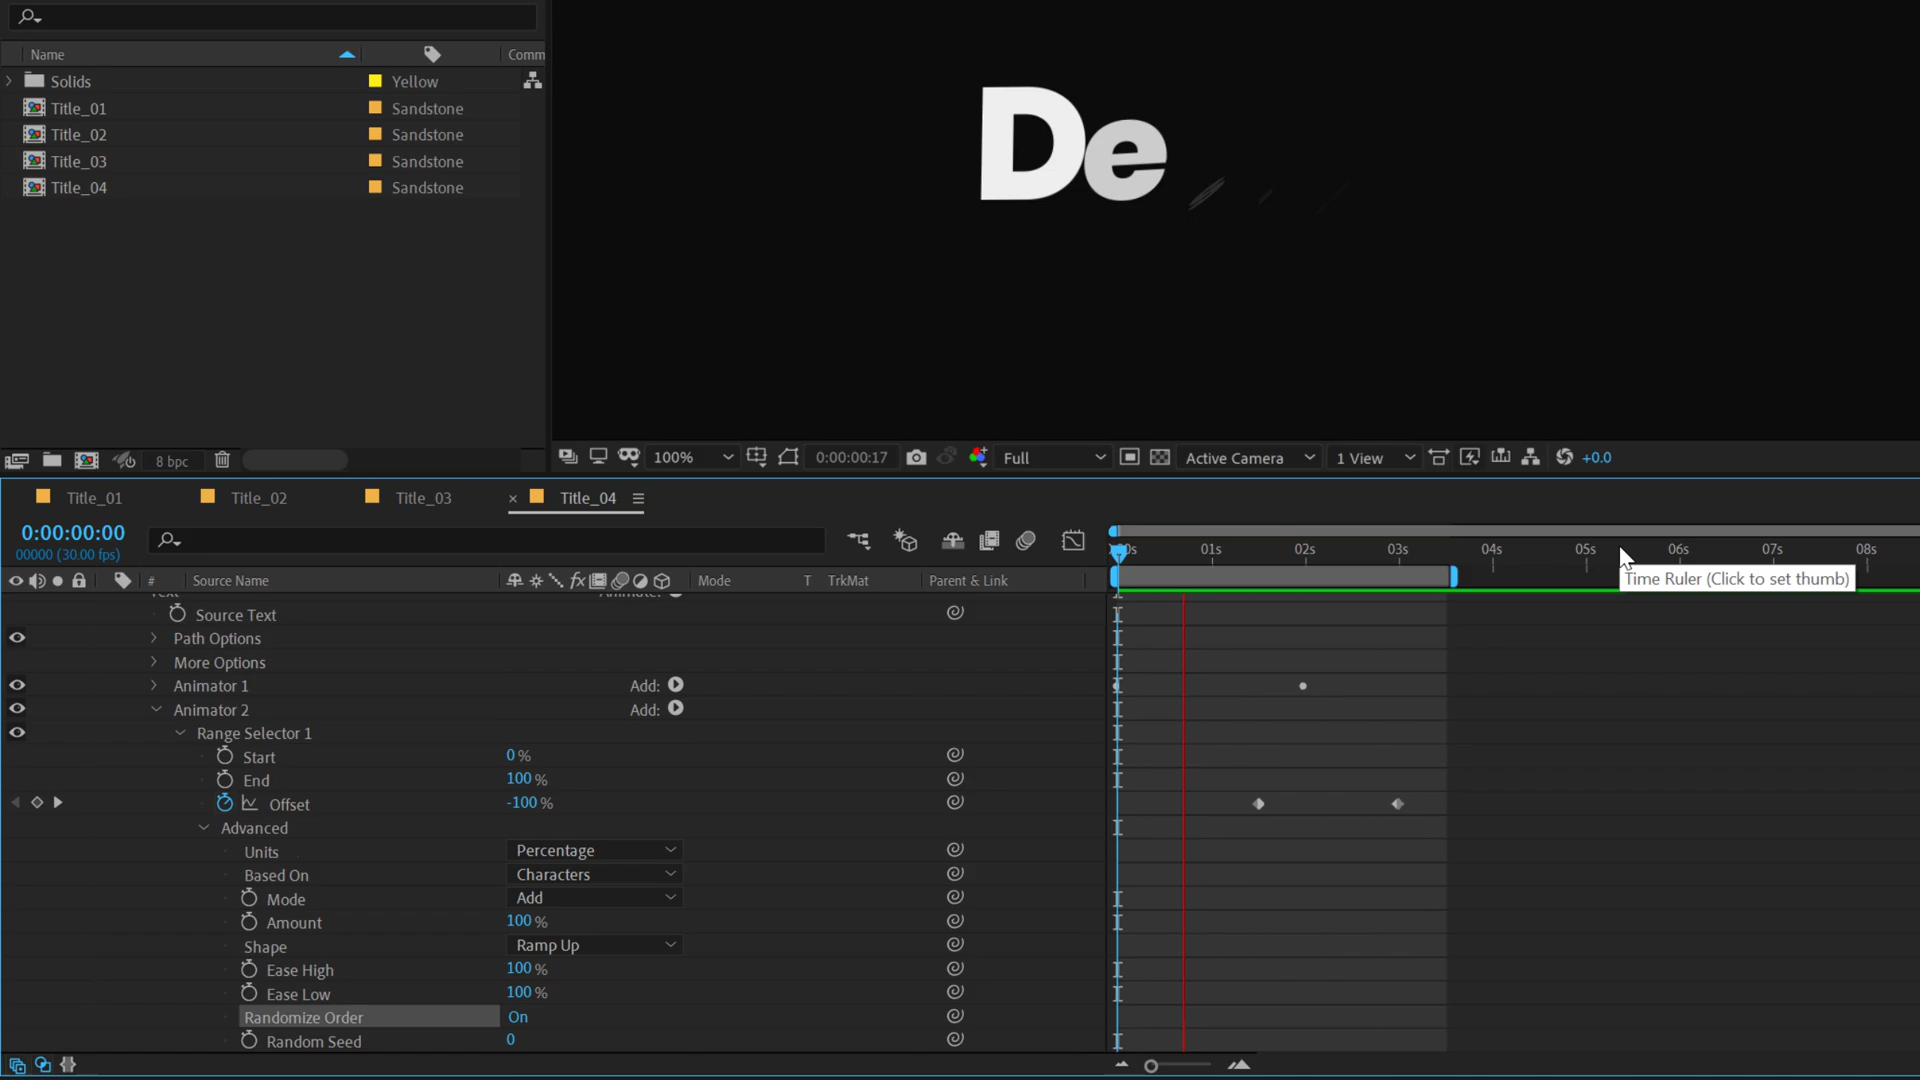 Name Comm
Solids Yellow
Title_01 Sandstone
Title_02 Sandstone
Title_03 Sandstone
Title_04 Sandstone
De
8 bpc
100% 0:00:00:17 Full Active Camera 1 View +0.0
Title_01 Title_02 Title_03 × Title_04
0:00:00:00
00000 (30.00 fps)
01s 02s 03s 04s 05s 06s 07s 08s
Time Ruler (Click to set thumb)
# Source Name fx Mode T TrkMat Parent & Link
Source Text
Path Options
More Options
Animator 1 Add:
Animator 2 Add:
Range Selector 1
Start 0 %
End 100 %
Offset -100 %
Advanced
Units Percentage
Based On Characters
Mode Add
Amount 100 %
Shape Ramp Up
Ease High 100 %
Ease Low 100 %
Randomize Order On
Random Seed 0